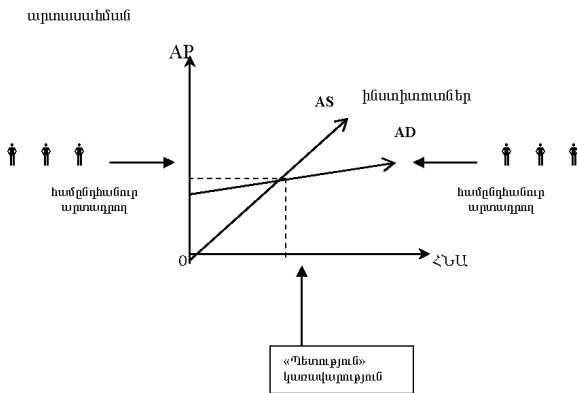 արտասահման
AP
AS
ինստիտուտներ
AD
համընդհանուր
արտադրող
համընդհանուր
արտադրող
0
ՀՆԱ
«Պետություն»
կառավարություն